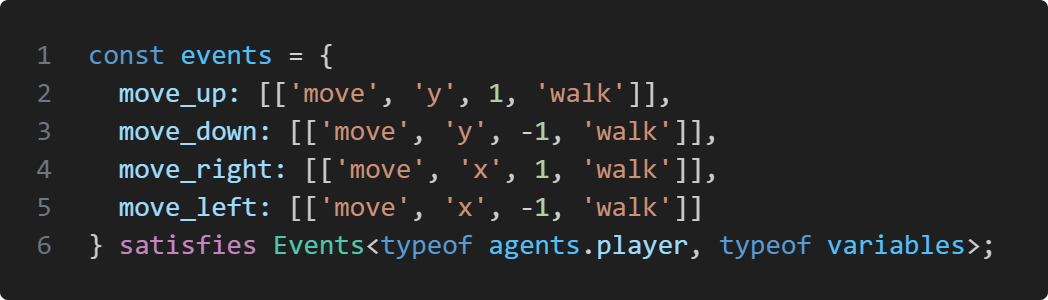 1 const events = {
2   move_up: [['move', 'y', 1, 'walk']],
3   move_down: [['move', 'y', -1, 'walk']],
4   move_right: [['move', 'x', 1, 'walk']],
5   move_left: [['move', 'x', -1, 'walk']]
6 } satisfies Events<typeof agents.player, typeof variables>;